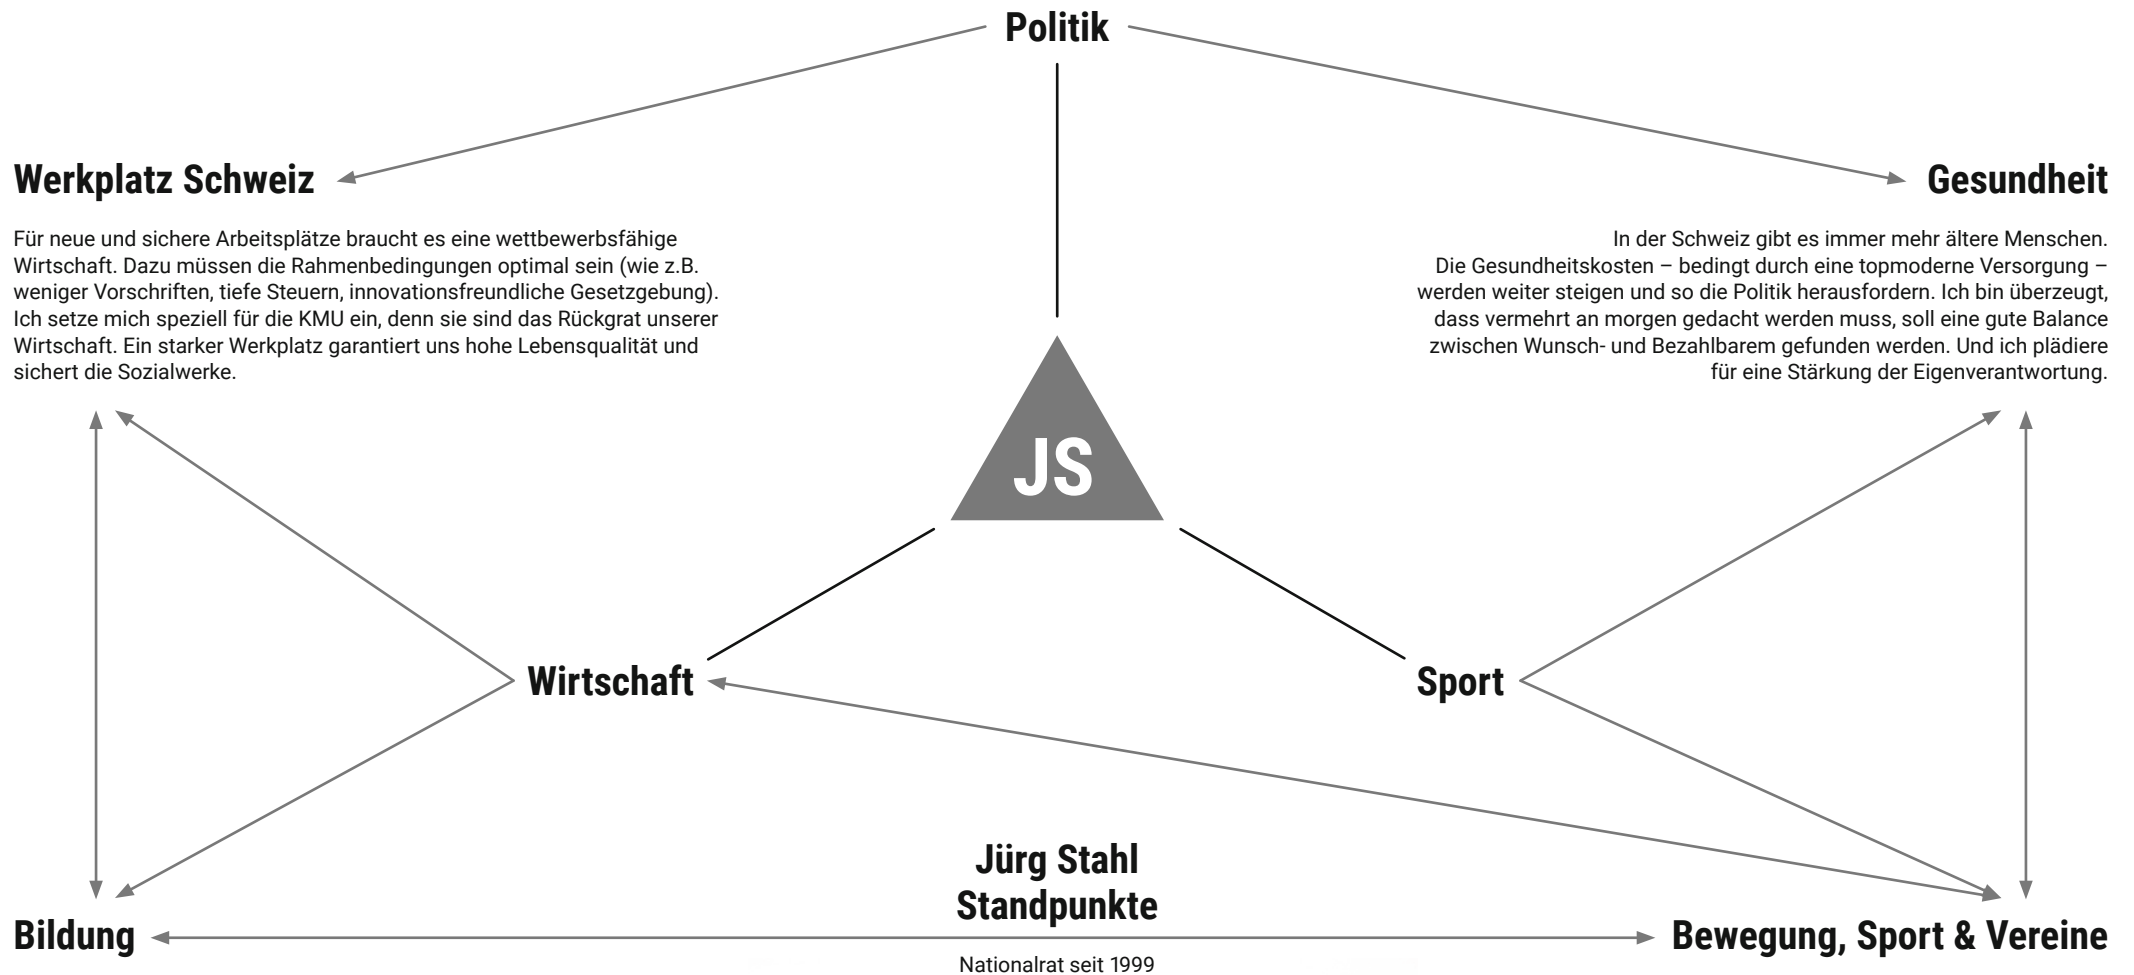 Politik
Werkplatz Schweiz
Für neue und sichere Arbeitsplätze braucht es eine wettbewerbsfähige
Wirtschaft. Dazu müssen die Rahmenbedingungen optimal sein (wie z.B.
weniger Vorschriften, tiefe Steuern, innovationsfreundliche Gesetzgebung).
Ich setze mich speziell für die KMU ein, denn sie sind das Rückgrat unserer
Wirtschaft. Ein starker Werkplatz garantiert uns hohe Lebensqualität und
sichert die Sozialwerke.
Gesundheit
In der Schweiz gibt es immer mehr ältere Menschen.
Die Gesundheitskosten – bedingt durch eine topmoderne Versorgung –
werden weiter steigen und so die Politik herausfordern. Ich bin überzeugt,
dass vermehrt an morgen gedacht werden muss, soll eine gute Balance
zwischen Wunsch- und Bezahlbarem gefunden werden. Und ich plädiere
für eine Stärkung der Eigenverantwortung.
JS
Wirtschaft
Sport
Jürg Stahl
Standpunkte
Bildung
Bewegung, Sport & Vereine
Nationalrat seit 1999